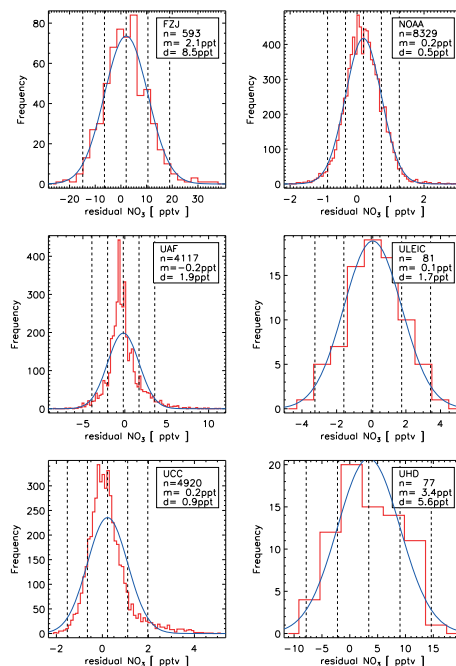 FZJ
n= 593
m= 2.1ppt
d= 8.5ppt
Frequency
80
60
40
20
0
-20 -10 0 10 20 30
residual NO3 [ pptv]
NOAA
n=8329
m= 0.2ppt
d= 0.5ppt
Frequency
400
300
200
100
0
-2 -1 0 1 2 3
residual NO3 [ pptv]
UAF
n=4117
m=-0.2ppt
d= 1.9ppt
Frequency
400
300
200
100
0
-5 0 5 10
residual NO3 [ pptv]
ULEIC
n= 81
m= 0.1ppt
d= 1.7ppt
Frequency
15
10
5
0
-4 -2 0 2 4
residual NO3 [ pptv]
UCC
n=4920
m= 0.2ppt
d= 0.9ppt
Frequency
300
250
200
150
100
50
0
-2 0 2 4
residual NO3 [ pptv]
UHD
n= 77
m= 3.4ppt
d= 5.6ppt
Frequency
20
15
10
5
0
-10 -5 0 5 10 15
residual NO3 [ pptv]